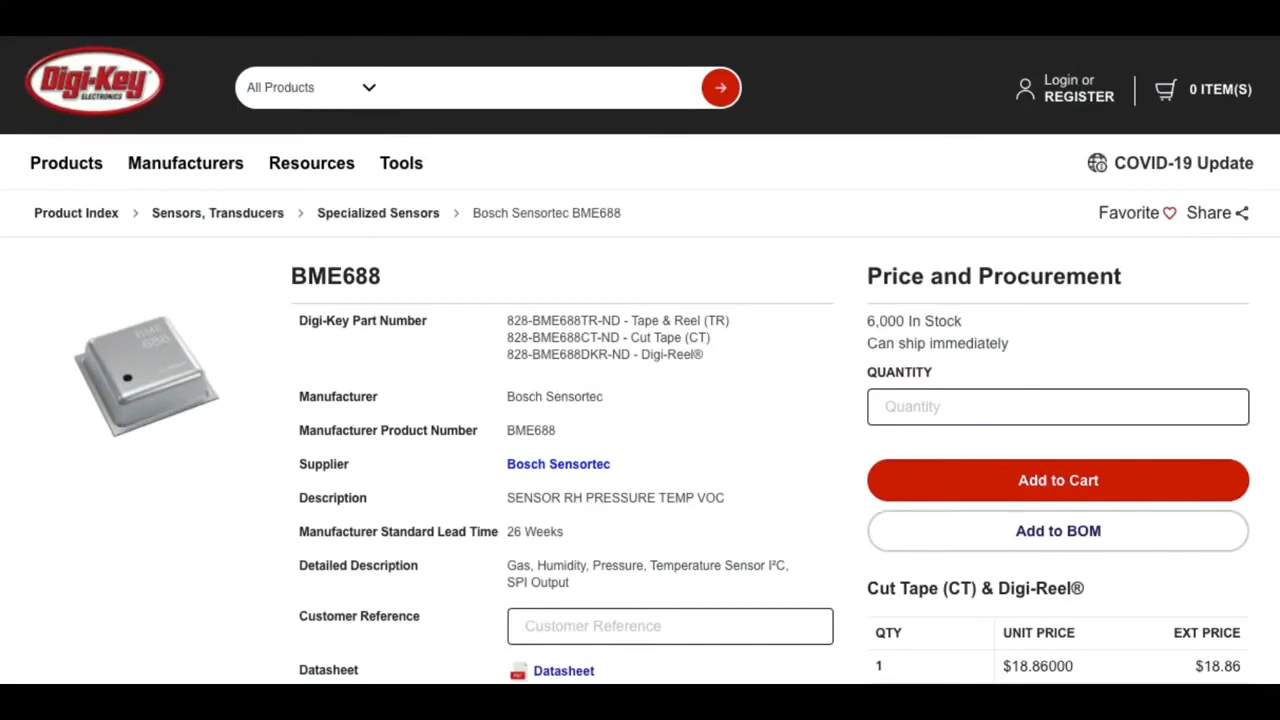 Digi-Key
ELECTRONICS
All Products
Login or
REGISTER
0 ITEM(S)
Products Manufacturers Resources Tools
COVID-19 Update
Product Index > Sensors, Transducers > Specialized Sensors > Bosch Sensortec BME688
Favorite Share
BME
688
BME688
Digi-Key Part Number 828-BME688TR-ND - Tape & Reel (TR)
828-BME688CT-ND - Cut Tape (CT)
828-BME688DKR-ND - Digi-Reel®
Manufacturer Bosch Sensortec
Manufacturer Product Number BME688
Supplier Bosch Sensortec
Description SENSOR RH PRESSURE TEMP VOC
Manufacturer Standard Lead Time 26 Weeks
Detailed Description Gas, Humidity, Pressure, Temperature Sensor I²C,
SPI Output
Customer Reference Customer Reference
Datasheet Datasheet
Price and Procurement
6,000 In Stock
Can ship immediately
QUANTITY
Quantity
Add to Cart
Add to BOM
Cut Tape (CT) & Digi-Reel®
QTY UNIT PRICE EXT PRICE
1 $18.86000 $18.86